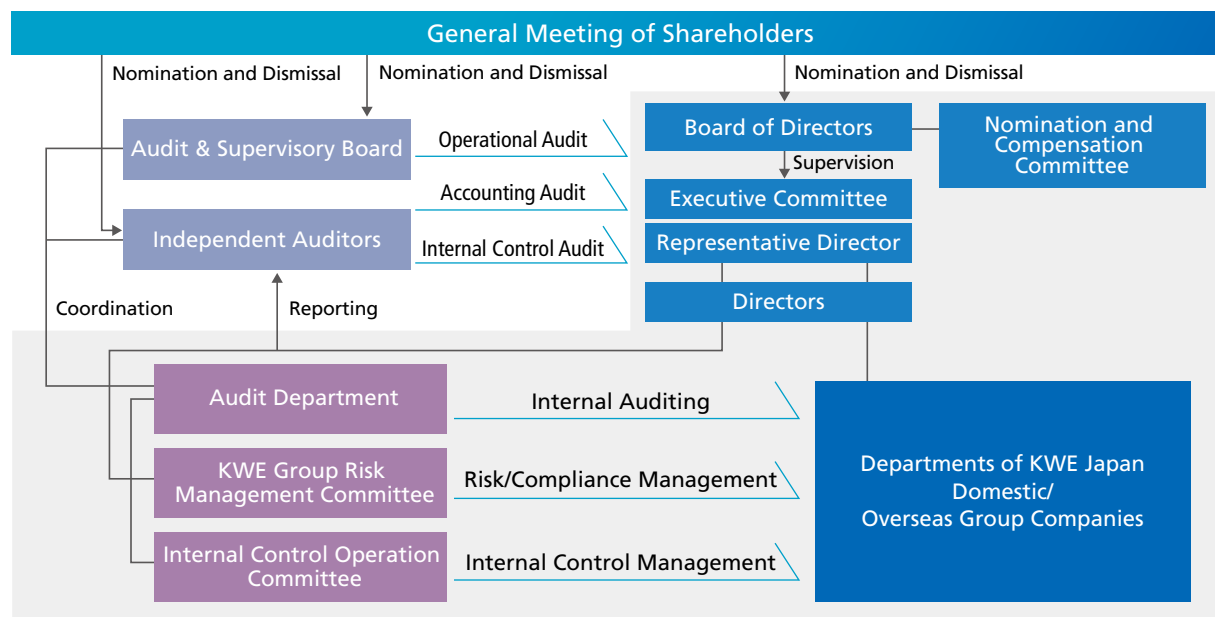 General Meeting of Shareholders
Nomination and Dismissal
Nomination and Dismissal
Nomination and Dismissal
Audit & Supervisory Board
Operational Audit
Board of Directors
Nomination and
Compensation
Committee
Supervision
Accounting Audit
Executive Committee
Independent Auditors
Internal Control Audit
Representative Director
Directors
Coordination
Reporting
Audit Department
Internal Auditing
KWE Group Risk
Management Committee
Risk/Compliance Management
Departments of KWE Japan
Domestic/
Overseas Group Companies
Internal Control Operation
Committee
Internal Control Management